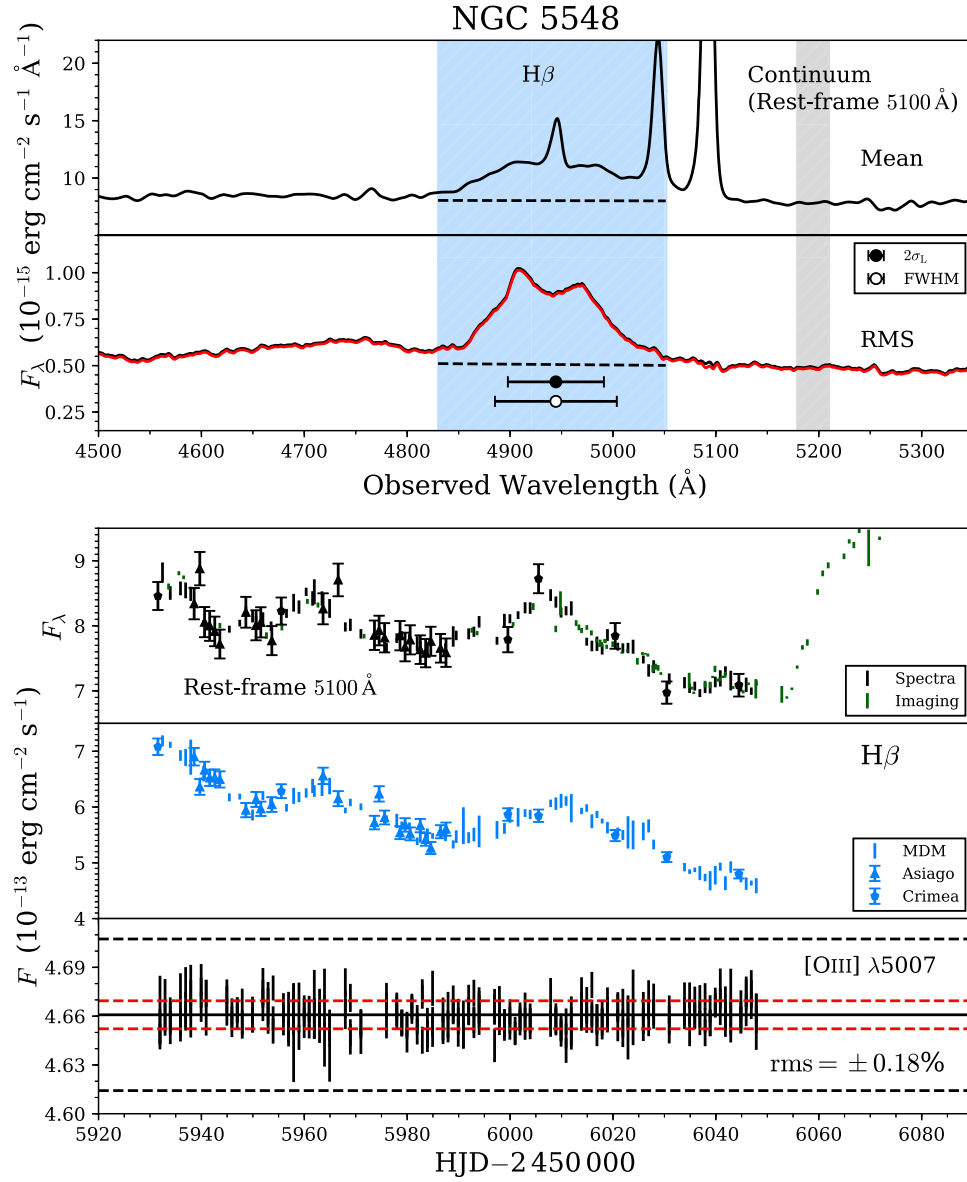 NGC 5548
F_λ (10⁻¹⁵ erg cm⁻² s⁻¹ Å⁻¹)
20
15
10
Hβ
Continuum
(Rest-frame 5100 Å)
Mean
1.00
0.75
0.50
0.25
2σ_L
FWHM
RMS
4500 4600 4700 4800 4900 5000 5100 5200 5300
Observed Wavelength (Å)
9
8
7
F_λ
Rest-frame 5100 Å
Spectra
Imaging
F (10⁻¹³ erg cm⁻² s⁻¹)
7
6
5
4
Hβ
MDM
Asiago
Crimea
4.69
4.66
4.63
4.60
[OIII] λ5007
rms = ±0.18%
5920 5940 5960 5980 6000 6020 6040 6060 6080
HJD−2 450 000